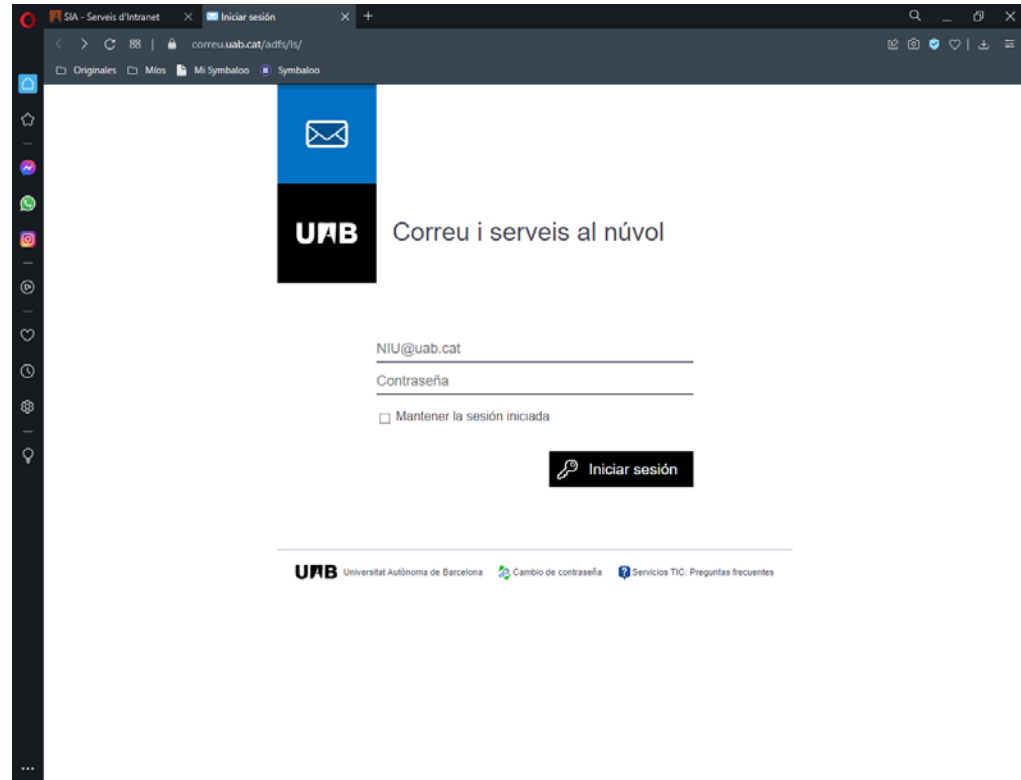 SIA - Serveis d'Intranet
Iniciar sesión
88
correu.uab.cat/adfs/ls/
Originales Míos Mi Symbaloo Symbaloo
UAB
Correu i serveis al núvol
NIU@uab.cat
Contraseña
Mantener la sesión iniciada
Iniciar sesión
UAB Universitat Autònoma de Barcelona Cambio de contraseña Servicios TIC: Preguntas frecuentes